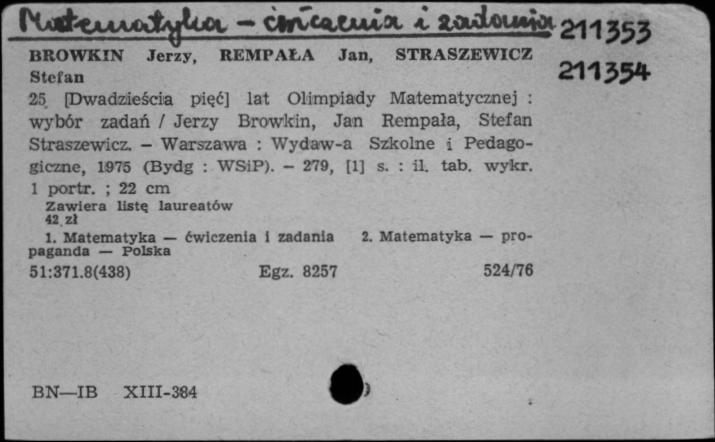 Matematyka – ćwiczenia i zadania 211353
BROWKIN Jerzy, REMPAŁA Jan, STRASZEWICZ 211354
Stefan
25 [Dwadzieścia pięć] lat Olimpiady Matematycznej :
wybór zadań / Jerzy Browkin, Jan Rempała, Stefan
Straszewicz. – Warszawa : Wydaw-a Szkolne i Pedago-
giczne, 1975 (Bydg : WSiP). – 279, [1] s. : il. tab. wykr.
1 portr. ; 22 cm
Zawiera listę laureatów
42 zł
1. Matematyka — ćwiczenia i zadania 2. Matematyka — pro-
paganda — Polska
51:371.8(438) Egz. 8257 524/76
BN—IB XIII-384